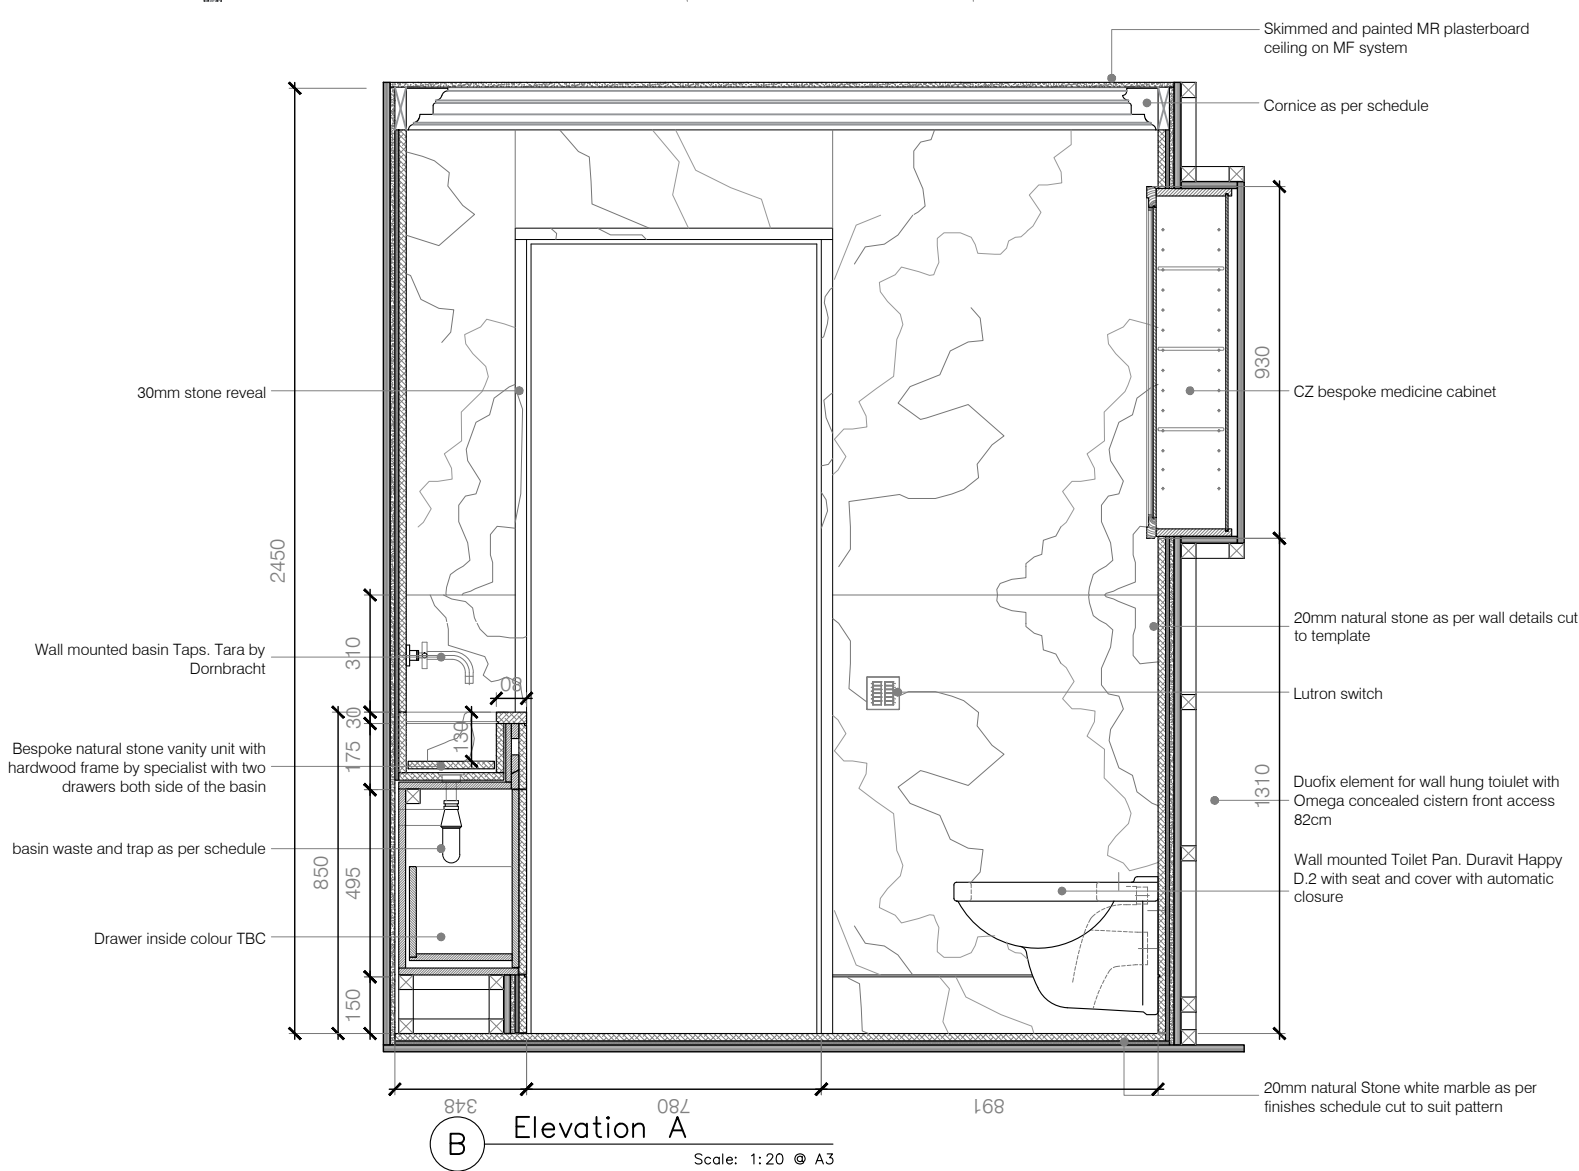 Skimmed and painted MR plasterboard
ceiling on MF system
Cornice as per schedule
930
30mm stone reveal
CZ bespoke medicine cabinet
2450
310
20mm natural stone as per wall details cut
to template
Wall mounted basin Taps. Tara by
Dornbracht
80
Lutron switch
30
130
175
Bespoke natural stone vanity unit with
hardwood frame by specialist with two
drawers both side of the basin
1310
Duofix element for wall hung toiulet with
Omega concealed cistern front access
82cm
basin waste and trap as per schedule
850
495
Wall mounted Toilet Pan. Duravit Happy
D.2 with seat and cover with automatic
closure
Drawer inside colour TBC
150
20mm natural Stone white marble as per
finishes schedule cut to suit pattern
348
780
891
B
Elevation A
Scale: 1:20 @ A3